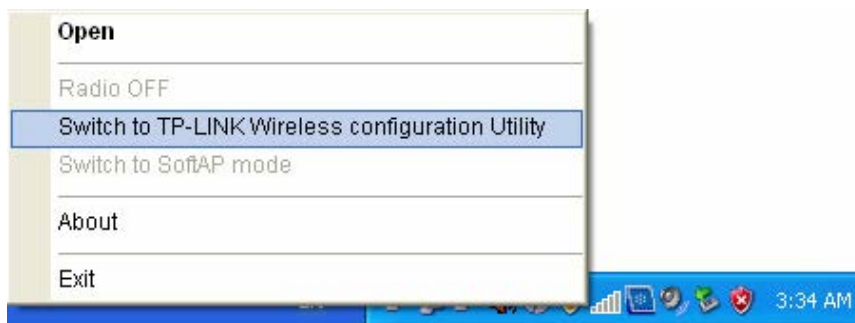 Open
Radio OFF
Switch to TP-LINK Wireless configuration Utility
Switch to SoftAP mode
About
Exit
3:34 AM